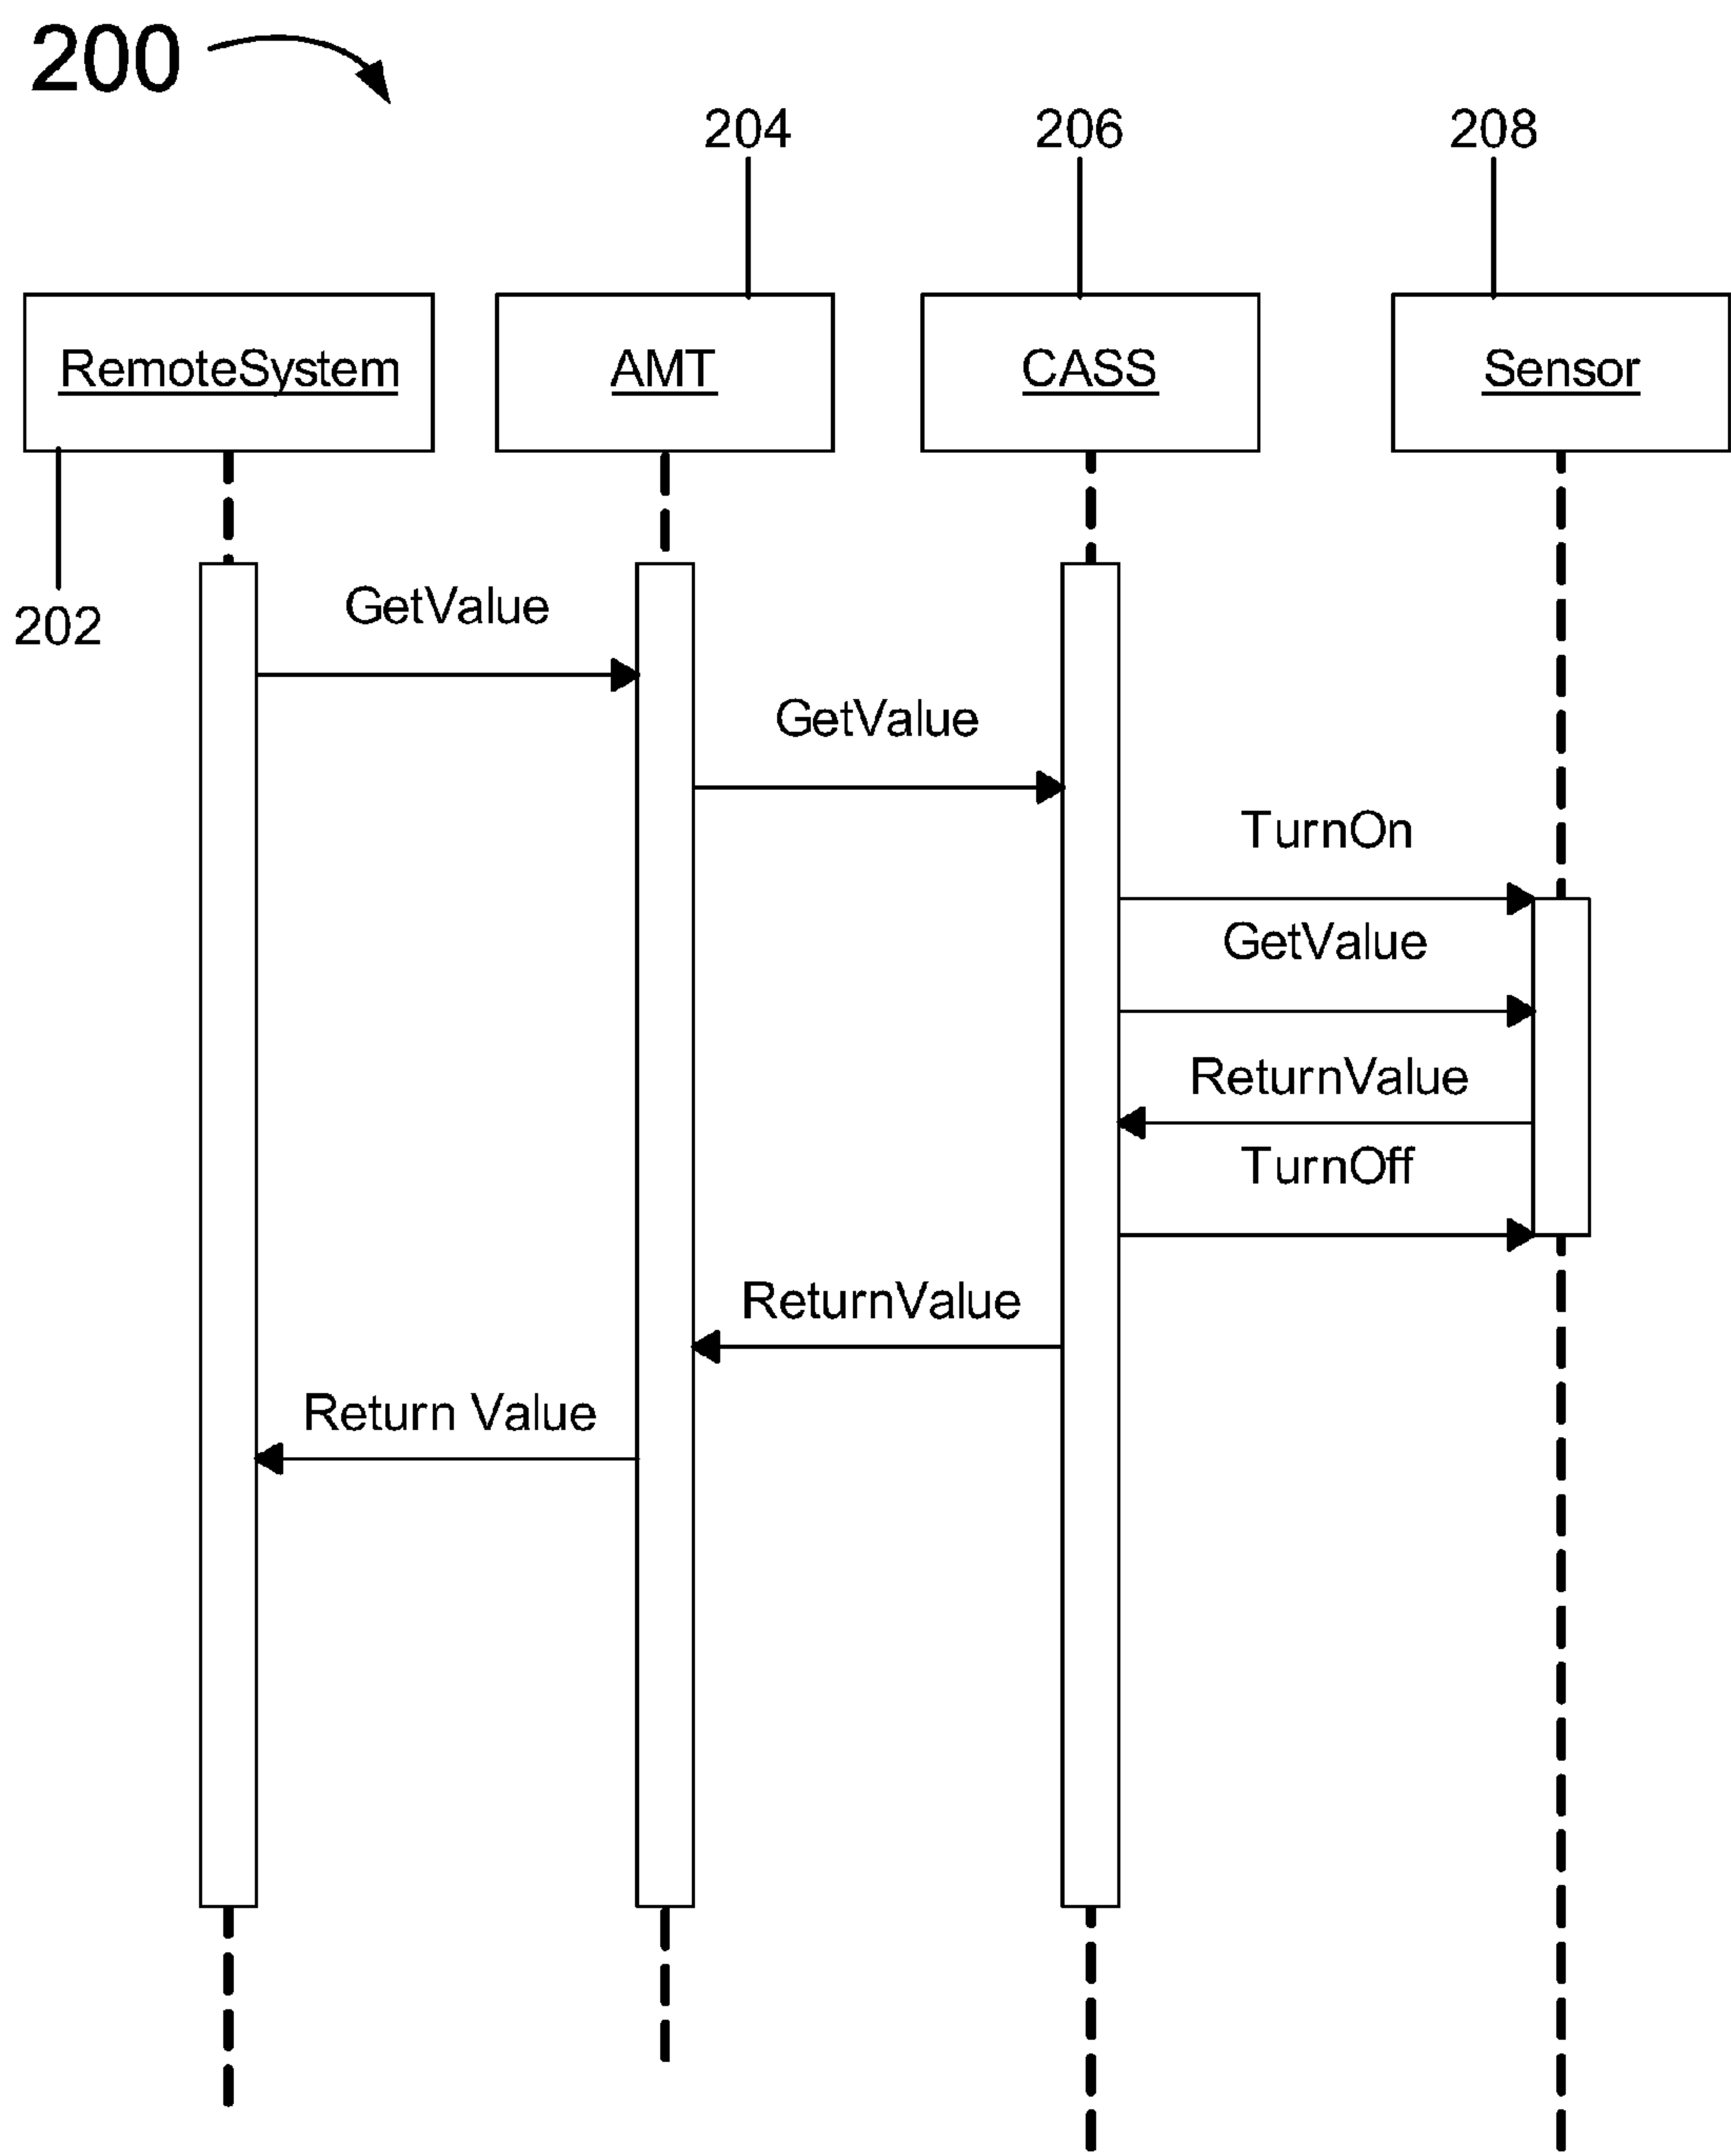 200
204
206
208
RemoteSystem
AMT
CASS
Sensor
202
GetValue
GetValue
TurnOn
GetValue
ReturnValue
TurnOff
ReturnValue
Return Value